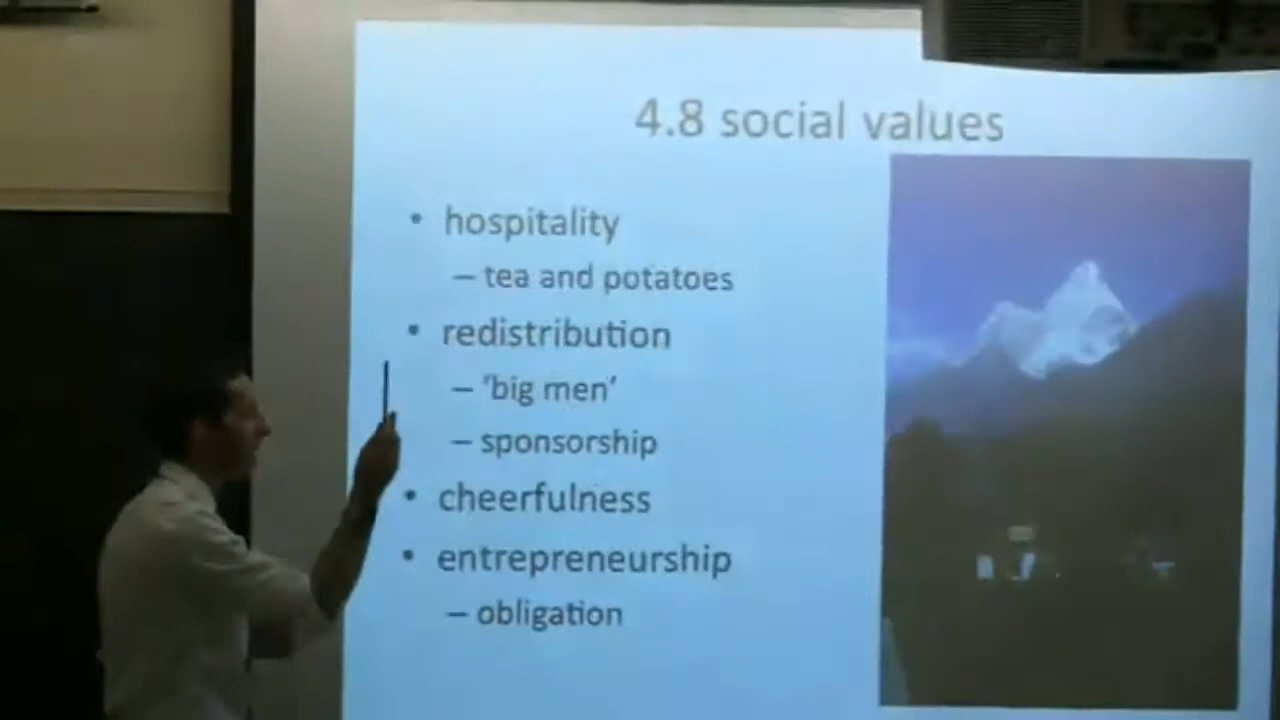 4.8 social values
• hospitality
– tea and potatoes
• redistribution
– 'big men'
– sponsorship
• cheerfulness
• entrepreneurship
– obligation